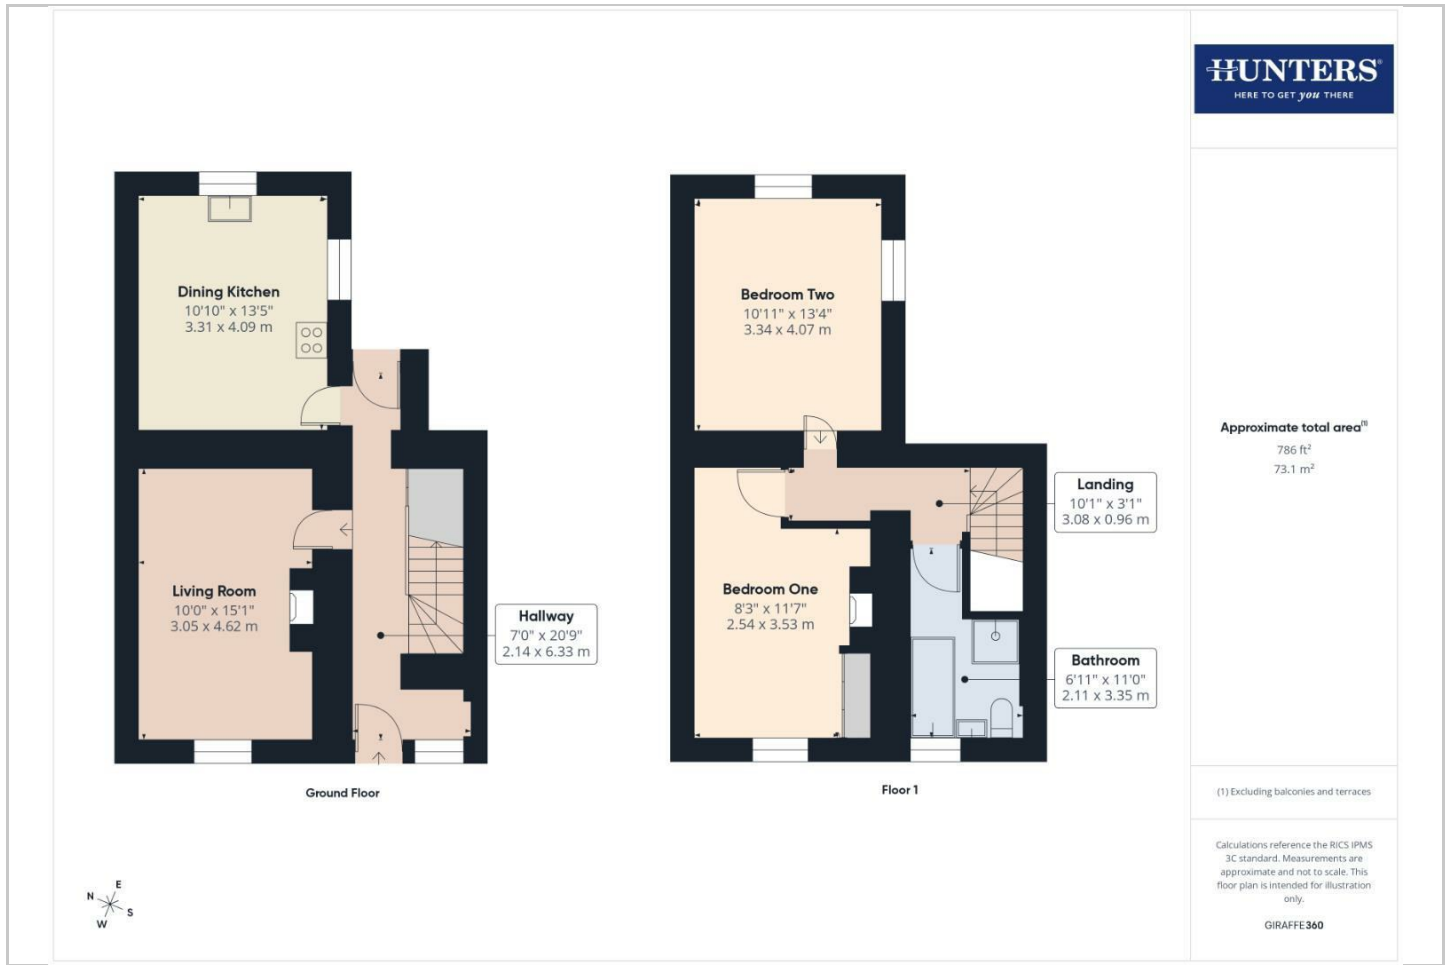 HUNTERS®
HERE TO GET you THERE
Dining Kitchen
10'10" x 13'5"
3.31 x 4.09 m
Living Room
10'0" x 15'1"
3.05 x 4.62 m
Hallway
7'0" x 20'9"
2.14 x 6.33 m
Ground Floor
Bedroom Two
10'11" x 13'4"
3.34 x 4.07 m
Landing
10'1" x 3'1"
3.08 x 0.96 m
Bedroom One
8'3" x 11'7"
2.54 x 3.53 m
Bathroom
6'11" x 11'0"
2.11 x 3.35 m
Floor 1
N
E
S
W
Approximate total area(1)
786 ft²
73.1 m²
(1) Excluding balconies and terraces
Calculations reference the RICS IPMS
3C standard. Measurements are
approximate and not to scale. This
floor plan is intended for illustration
only.
GIRAFFE360